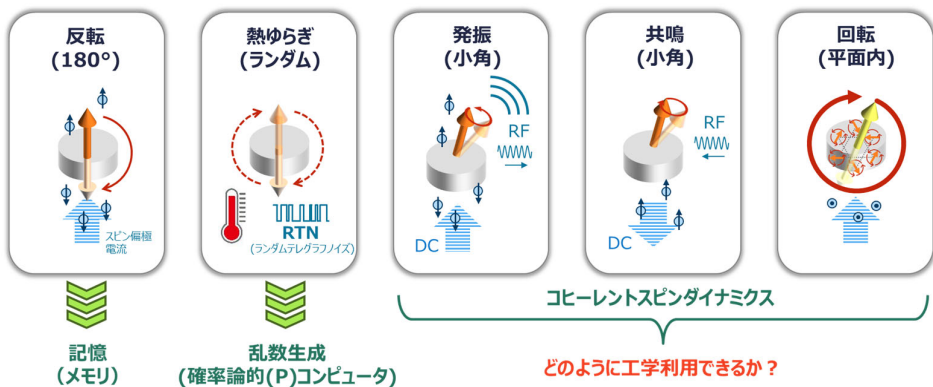 反転
(180°)
スピン偏極
電流
記憶
(メモリ)
熱ゆらぎ
(ランダム)
RTN
(ランダムテレグラフノイズ)
乱数生成
(確率論的(P)コンピュータ)
発振
(小角)
RF
DC
共鳴
(小角)
RF
DC
回転
(平面内)
コヒーレントスピンダイナミクス
どのように工学利用できるか？